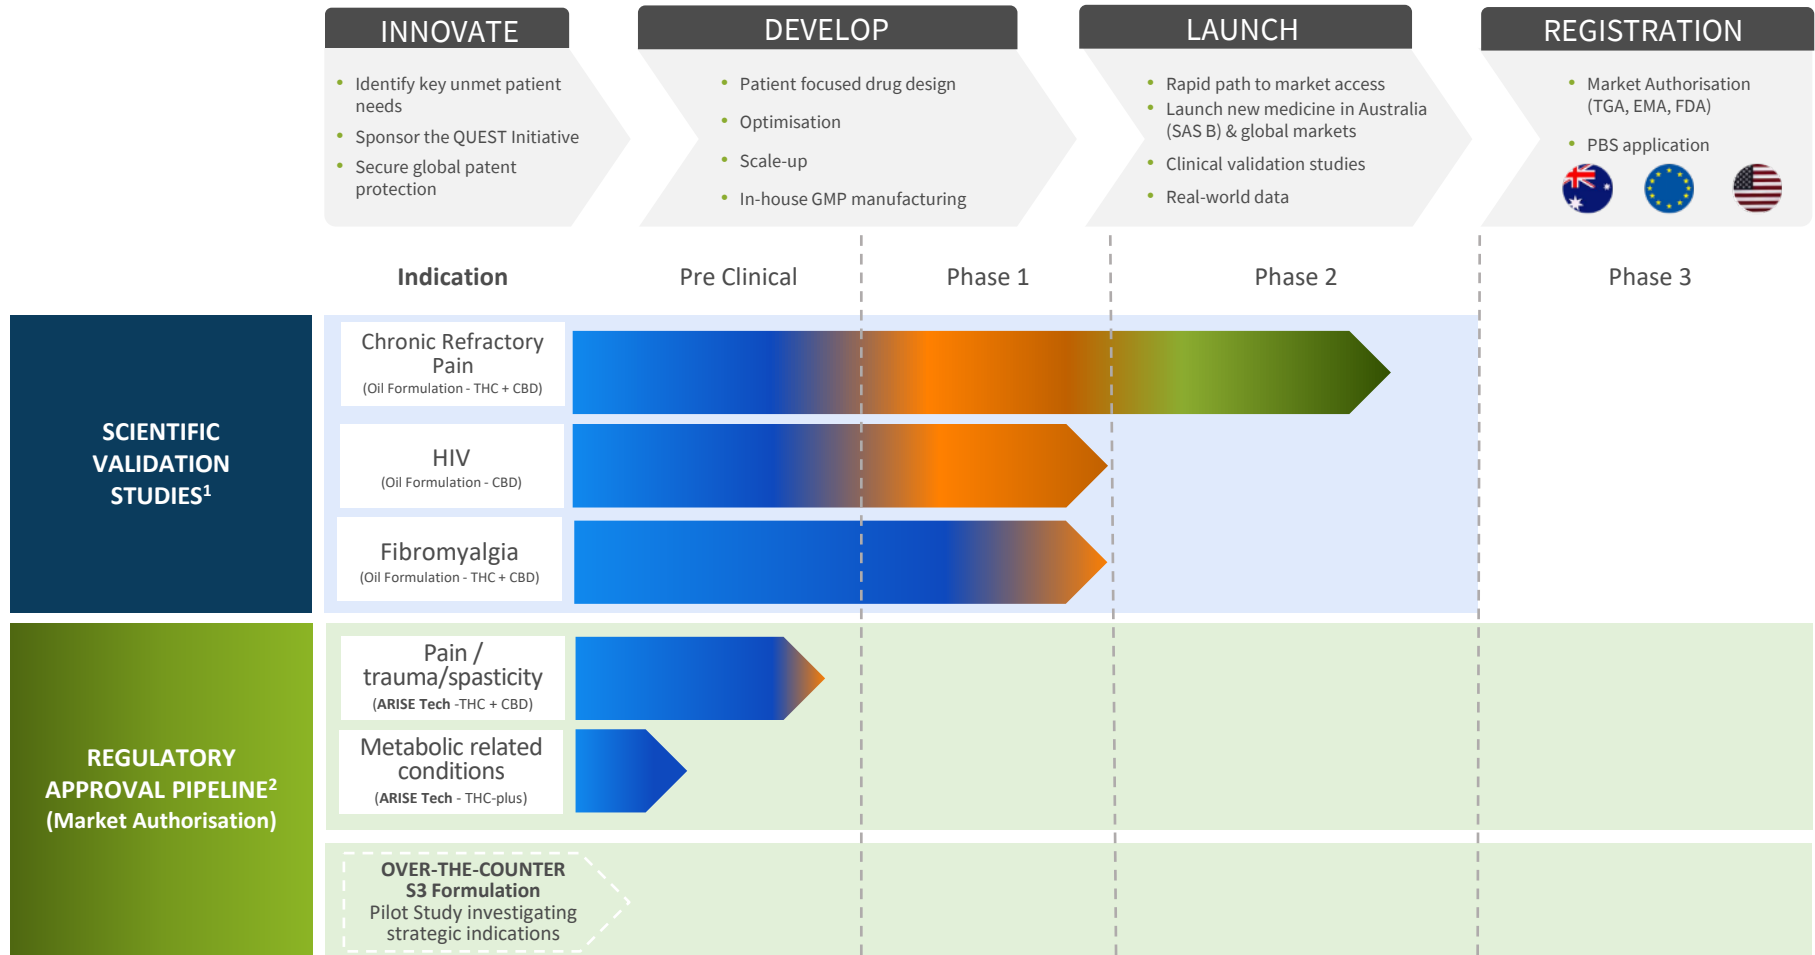 INNOVATE
• Identify key unmet patient
needs
• Sponsor the QUEST Initiative
• Secure global patent
protection
DEVELOP
• Patient focused drug design
• Optimisation
• Scale-up
• In-house GMP manufacturing
LAUNCH
• Rapid path to market access
• Launch new medicine in Australia
(SAS B) & global markets
• Clinical validation studies
• Real-world data
REGISTRATION
• Market Authorisation
(TGA, EMA, FDA)
• PBS application
Indication
Pre Clinical
Phase 1
Phase 2
Phase 3
SCIENTIFIC
VALIDATION
STUDIES¹
Chronic Refractory
Pain
(Oil Formulation - THC + CBD)
HIV
(Oil Formulation - CBD)
Fibromyalgia
(Oil Formulation - THC + CBD)
REGULATORY
APPROVAL PIPELINE²
(Market Authorisation)
Pain /
trauma/spasticity
(ARISE Tech -THC + CBD)
Metabolic related
conditions
(ARISE Tech - THC-plus)
OVER-THE-COUNTER
S3 Formulation
Pilot Study investigating
strategic indications